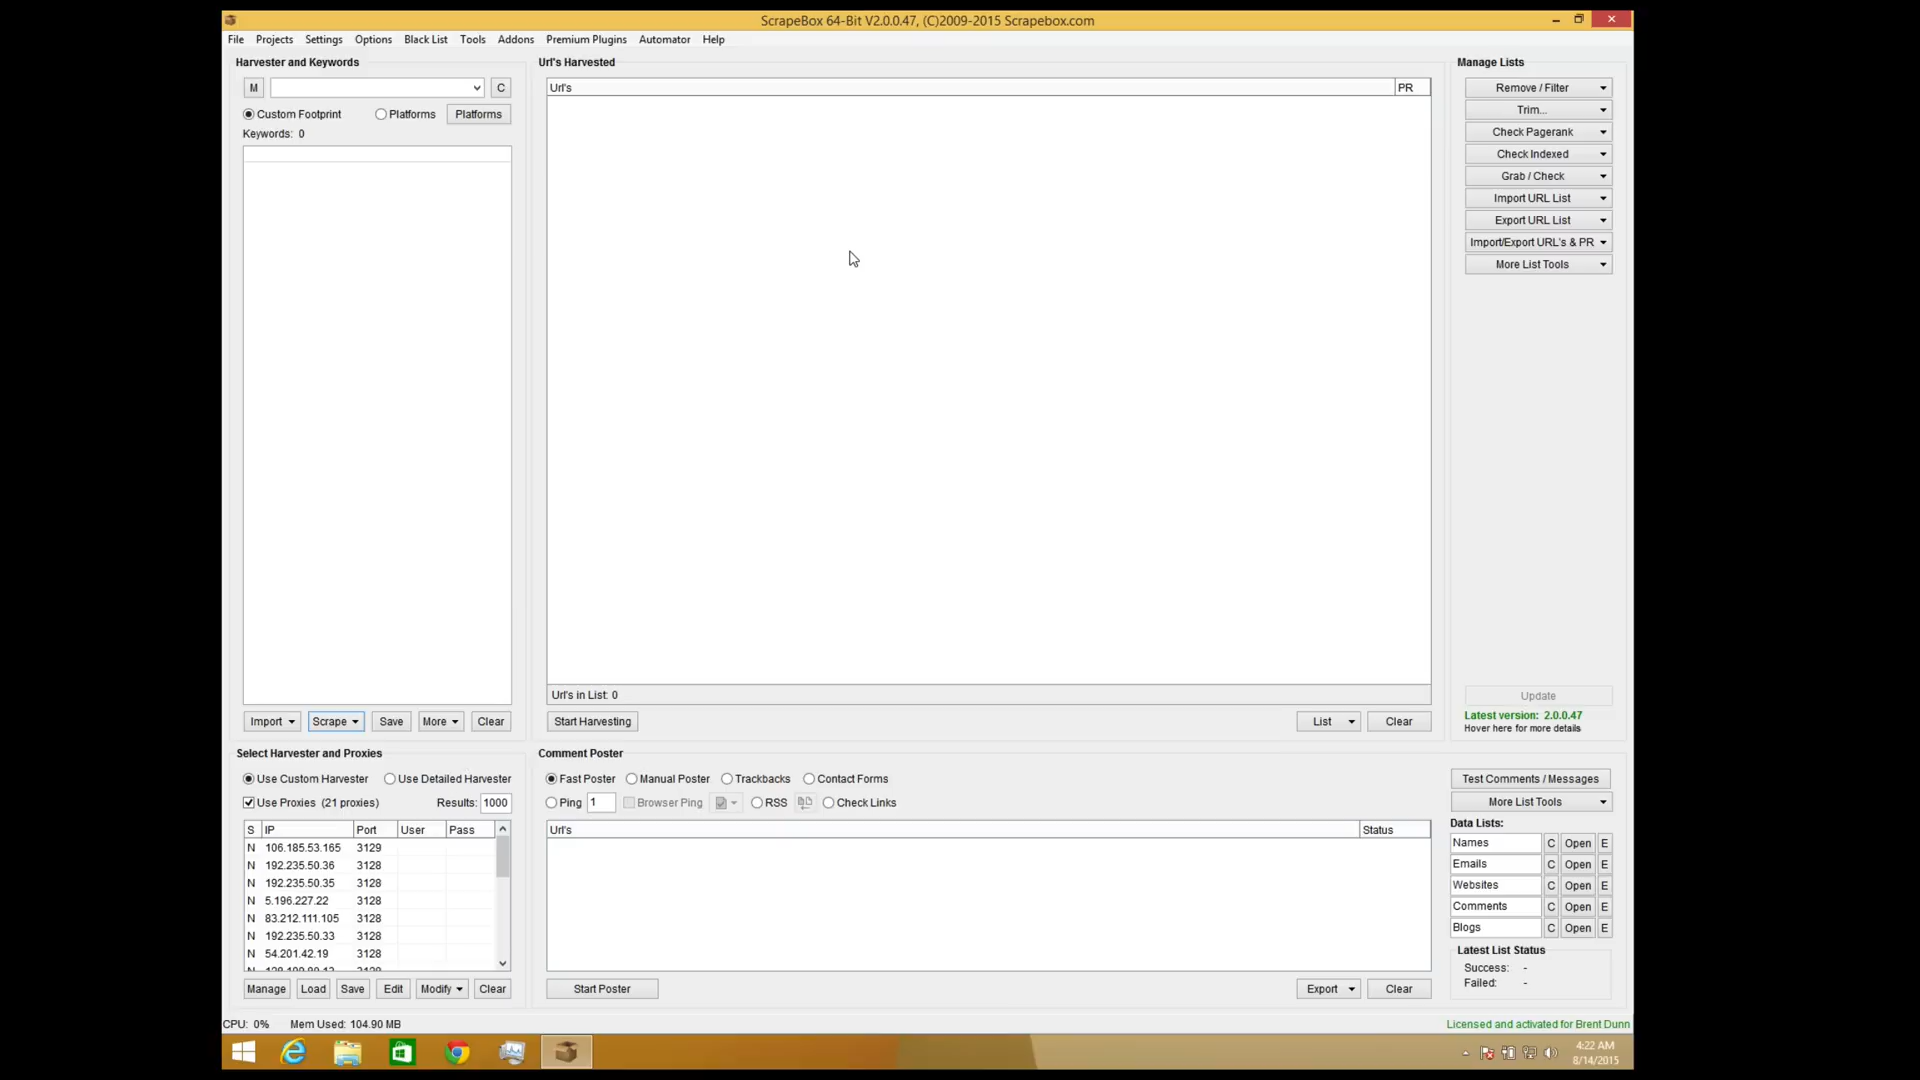 ScrapeBox 64-Bit V2.0.0.47, (C)2009-2015 Scrapebox.com
File Projects Settings Options Black List Tools Addons Premium Plugins Automator Help
Harvester and Keywords
M
C
Custom Footprint Platforms Platforms
Keywords: 0
Import Scrape Save More Clear
Url's Harvested
Url's PR
Url's in List: 0
Start Harvesting List Clear
Manage Lists
Remove / Filter
Trim...
Check Pagerank
Check Indexed
Grab / Check
Import URL List
Export URL List
Import/Export URL's & PR
More List Tools
Update
Latest version: 2.0.0.47
Hover here for more details
Select Harvester and Proxies
Use Custom Harvester Use Detailed Harvester
Use Proxies (21 proxies) Results: 1000
S IP Port User Pass
N 106.185.53.165 3129
N 192.235.50.36 3128
N 192.235.50.35 3128
N 5.196.227.22 3128
N 83.212.111.105 3128
N 192.235.50.33 3128
N 54.201.42.19 3128
Manage Load Save Edit Modify Clear
Comment Poster
Fast Poster Manual Poster Trackbacks Contact Forms
Ping 1 Browser Ping RSS Check Links
Url's Status
Start Poster Export Clear
Test Comments / Messages
More List Tools
Data Lists:
Names C Open E
Emails C Open E
Websites C Open E
Comments C Open E
Blogs C Open E
Latest List Status
Success: -
Failed: -
CPU: 0% Mem Used: 104.90 MB
Licensed and activated for Brent Dunn
4:22 AM
8/14/2015